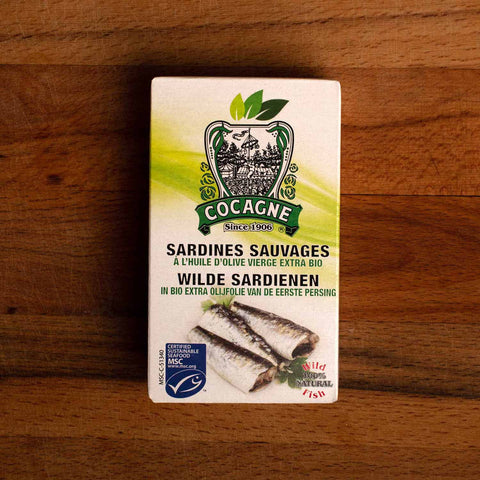 COCAGNE
Since 1906
SARDINES SAUVAGES
À L'HUILE D'OLIVE VIERGE EXTRA BIO
WILDE SARDIENEN
IN BIO EXTRA OLIJFOLIE VAN DE EERSTE PERSING
CERTIFIED
SUSTAINABLE
SEAFOOD
MSC
www.msc.org
MSC-C-51340
Wild
100%
NATURAL
Fish